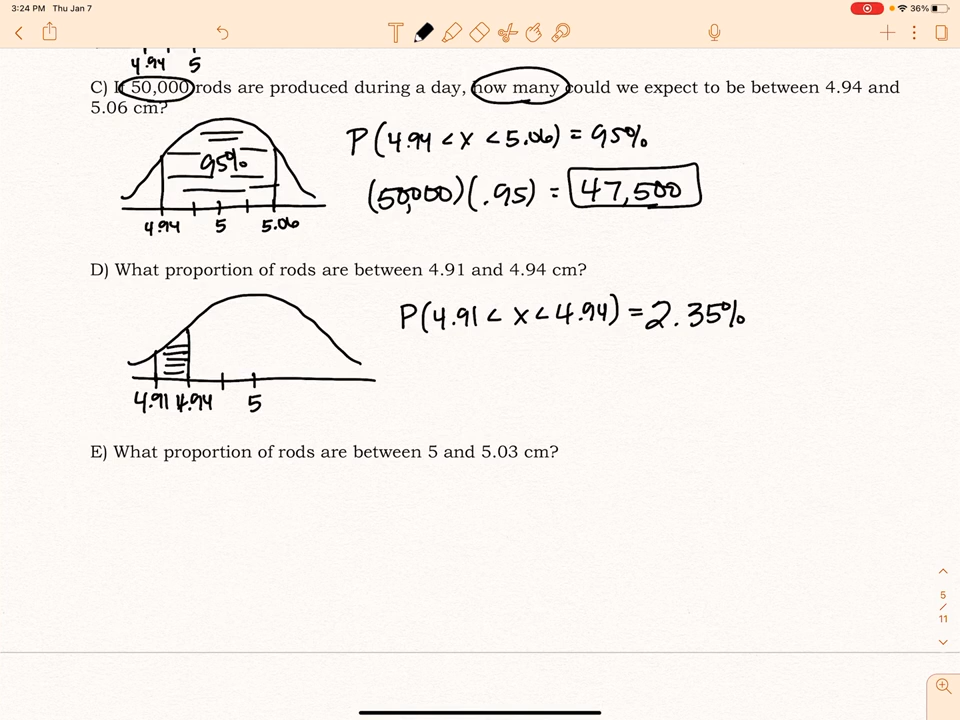 3:24 PM Thu Jan 7
36%
T
4.94 5
C) If 50,000 rods are produced during a day, how many could we expect to be between 4.94 and
5.06 cm?
95%
4.94 5 5.06
P(4.94 < x < 5.06) = 95%
(50,000)(.95) = 47,500
D) What proportion of rods are between 4.91 and 4.94 cm?
P(4.91 < x < 4.94) = 2.35%
4.91 4.94 5
E) What proportion of rods are between 5 and 5.03 cm?
5
/
11